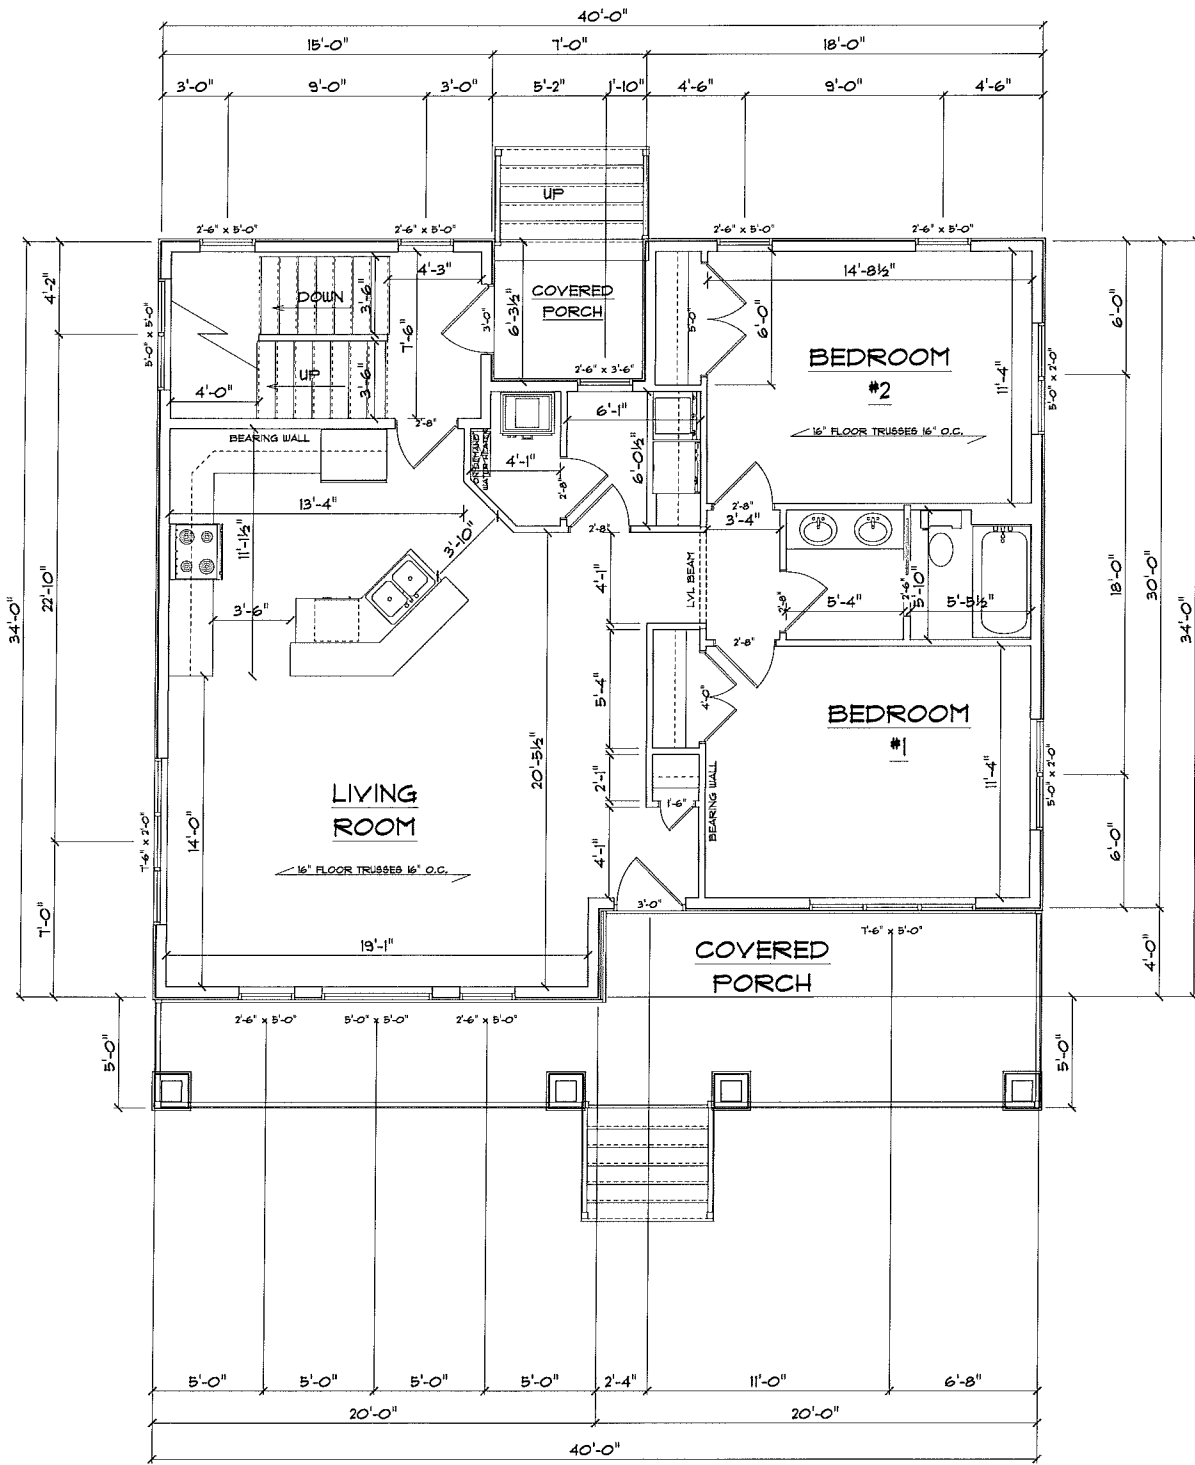 40'-0"
15'-0" 7'-0" 18'-0"
3'-0" 9'-0" 3'-0" 5'-2" 1'-10" 4'-6" 9'-0" 4'-6"
UP
2'-6" x 5'-0" 2'-6" x 5'-0" 2'-6" x 5'-0" 2'-6" x 5'-0"
4'-2"
4'-3"
14'-8½"
DOWN
3'-6"
COVERED
PORCH
5'-0" x 5'-0"
7'-6"
3'-0"
6'-3½"
5'-0"
6'-0"
6'-0"
BEDROOM
#2
UP
3'-6"
4'-0"
2'-6" x 3'-6"
11'-4"
5'-0" x 2'-0"
2'-8"
6'-1"
BEARING WALL
16" FLOOR TRUSSES 16" O.C.
ON DEMAND
WATER HEATER
4'-1"
2'-8"
6'-0½"
13'-4"
2'-8"
2'-8"
3'-4"
11'-1½"
3'-10"
34'-0"
22'-10"
3'-6"
4'-1"
LVL BEAM
2'-8"
5'-4"
2'-6"
5'-10"
5'-5½"
18'-0"
30'-0"
34'-0"
2'-8"
5'-4"
4'-0"
BEDROOM
#1
20'-5½"
11'-4"
5'-0" x 2'-0"
LIVING
ROOM
2'-1"
1'-6"
BEARING WALL
14'-0"
7'-6" x 2'-0"
4'-1"
6'-0"
16" FLOOR TRUSSES 16" O.C.
3'-0"
7'-0"
19'-1"
COVERED
PORCH
7'-6" x 5'-0"
4'-0"
2'-6" x 5'-0" 5'-0" x 5'-0" 2'-6" x 5'-0"
5'-0"
5'-0"
5'-0" 5'-0" 5'-0" 5'-0" 2'-4" 11'-0" 6'-8"
20'-0" 20'-0"
40'-0"